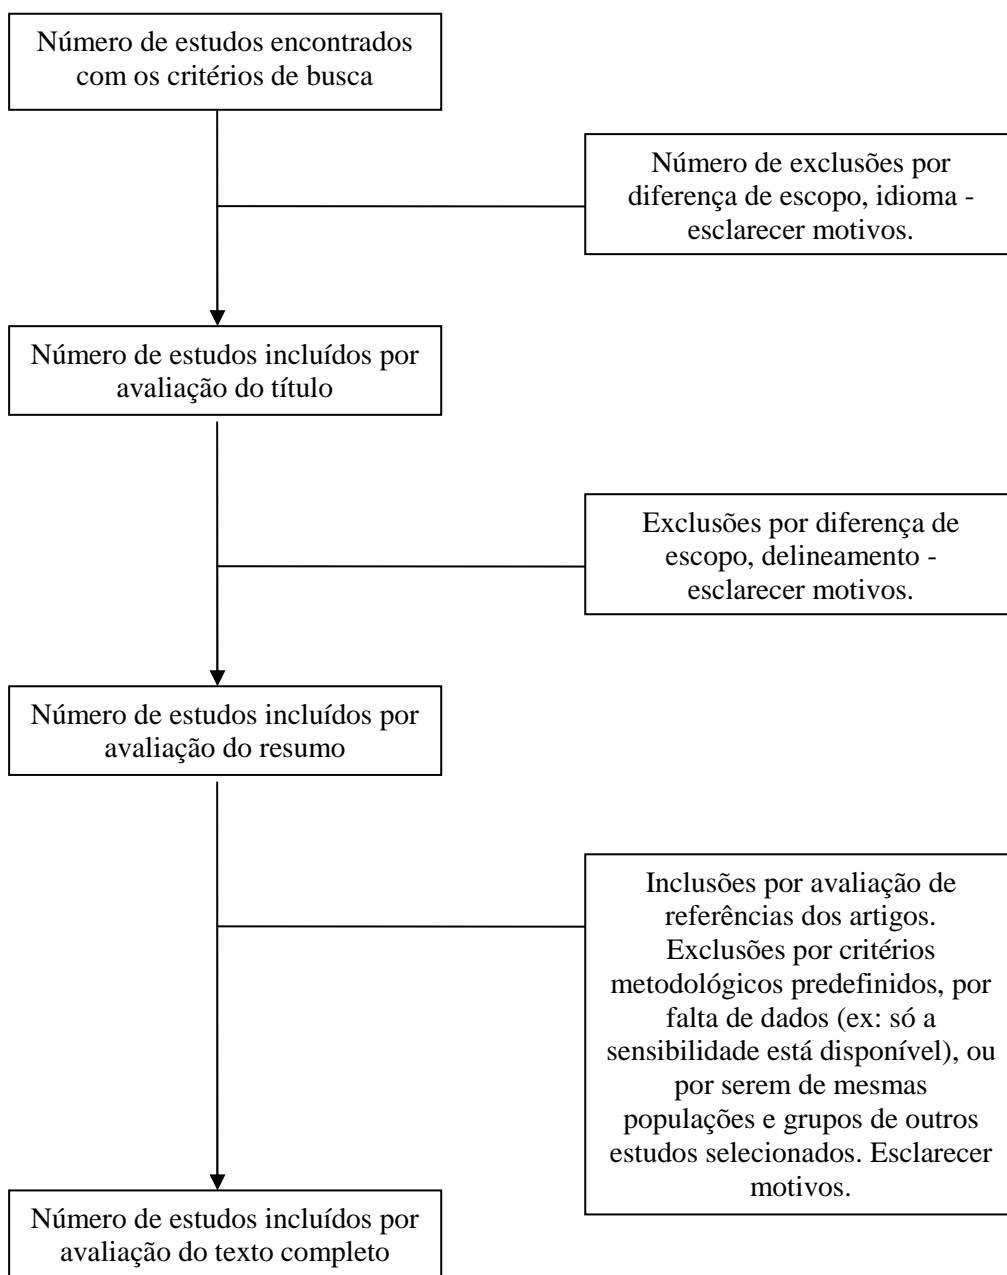 Número de estudos encontrados
com os critérios de busca
Número de exclusões por
diferença de escopo, idioma -
esclarecer motivos.
Número de estudos incluídos por
avaliação do título
Exclusões por diferença de
escopo, delineamento -
esclarecer motivos.
Número de estudos incluídos por
avaliação do resumo
Inclusões por avaliação de
referências dos artigos.
Exclusões por critérios
metodológicos predefinidos, por
falta de dados (ex: só a
sensibilidade está disponível), ou
por serem de mesmas
populações e grupos de outros
estudos selecionados. Esclarecer
motivos.
Número de estudos incluídos por
avaliação do texto completo